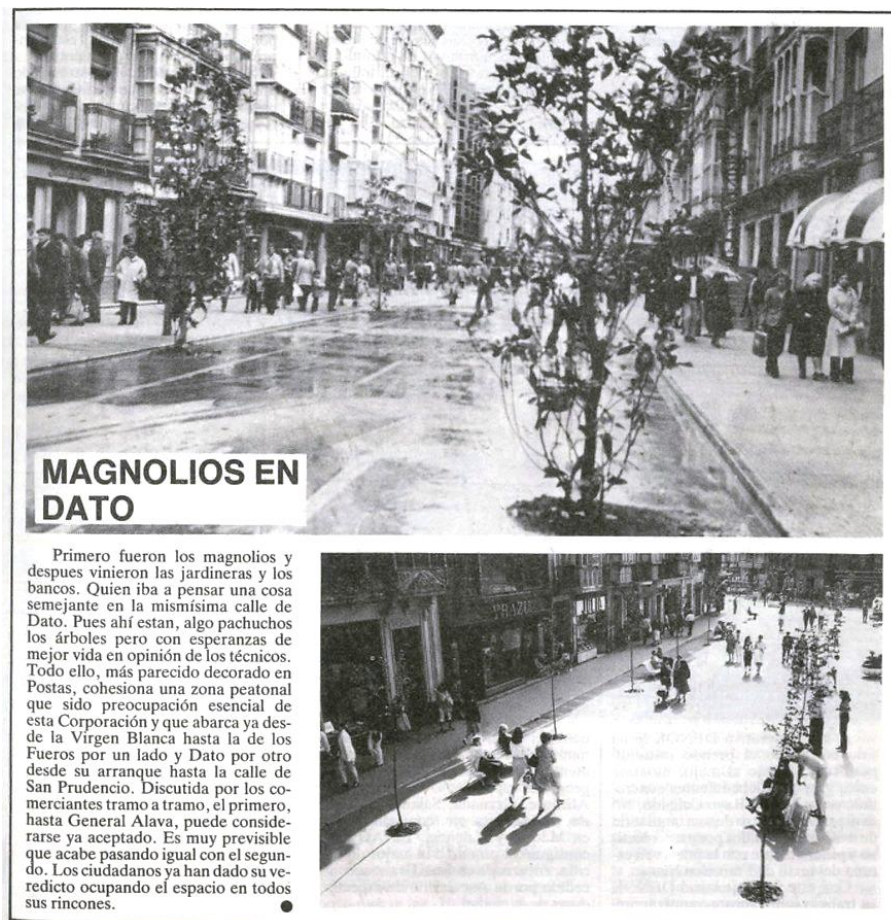 MAGNOLIOS EN
DATO
Primero fueron los magnolios y
despues vinieron las jardineras y los
bancos. Quien iba a pensar una cosa
semejante en la mismísima calle de
Dato. Pues ahí estan, algo pachuchos
los árboles pero con esperanzas de
mejor vida en opinión de los técnicos.
Todo ello, más parecido decorado en
Postas, cohesiona una zona peatonal
que sido preocupación esencial de
esta Corporación y que abarca ya des-
de la Virgen Blanca hasta la de los
Fueros por un lado y Dato por otro
desde su arranque hasta la calle de
San Prudencio. Discutida por los co-
merciantes tramo a tramo, el primero,
hasta General Alava, puede conside-
rarse ya aceptado. Es muy previsible
que acabe pasando igual con el segun-
do. Los ciudadanos ya han dado su ve-
redicto ocupando el espacio en todos
sus rincones.